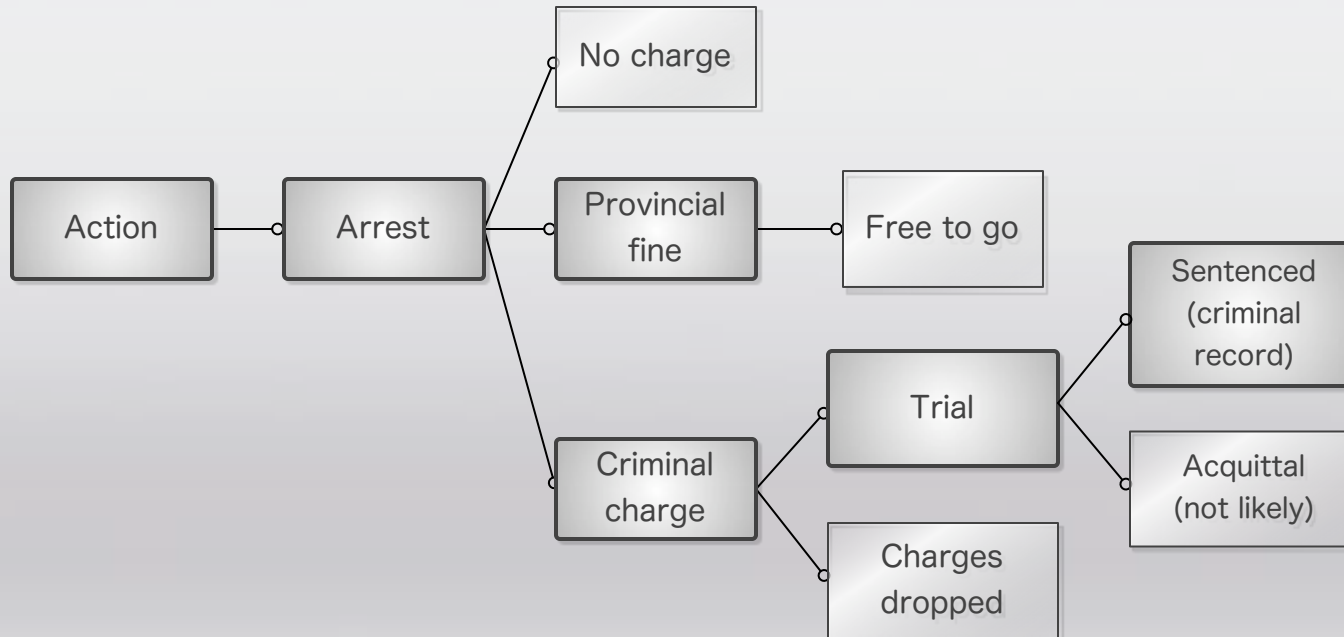 No charge
Action
Arrest
Provincial
fine
Free to go
Sentenced
(criminal
record)
Trial
Criminal
charge
Acquittal
(not likely)
Charges
dropped